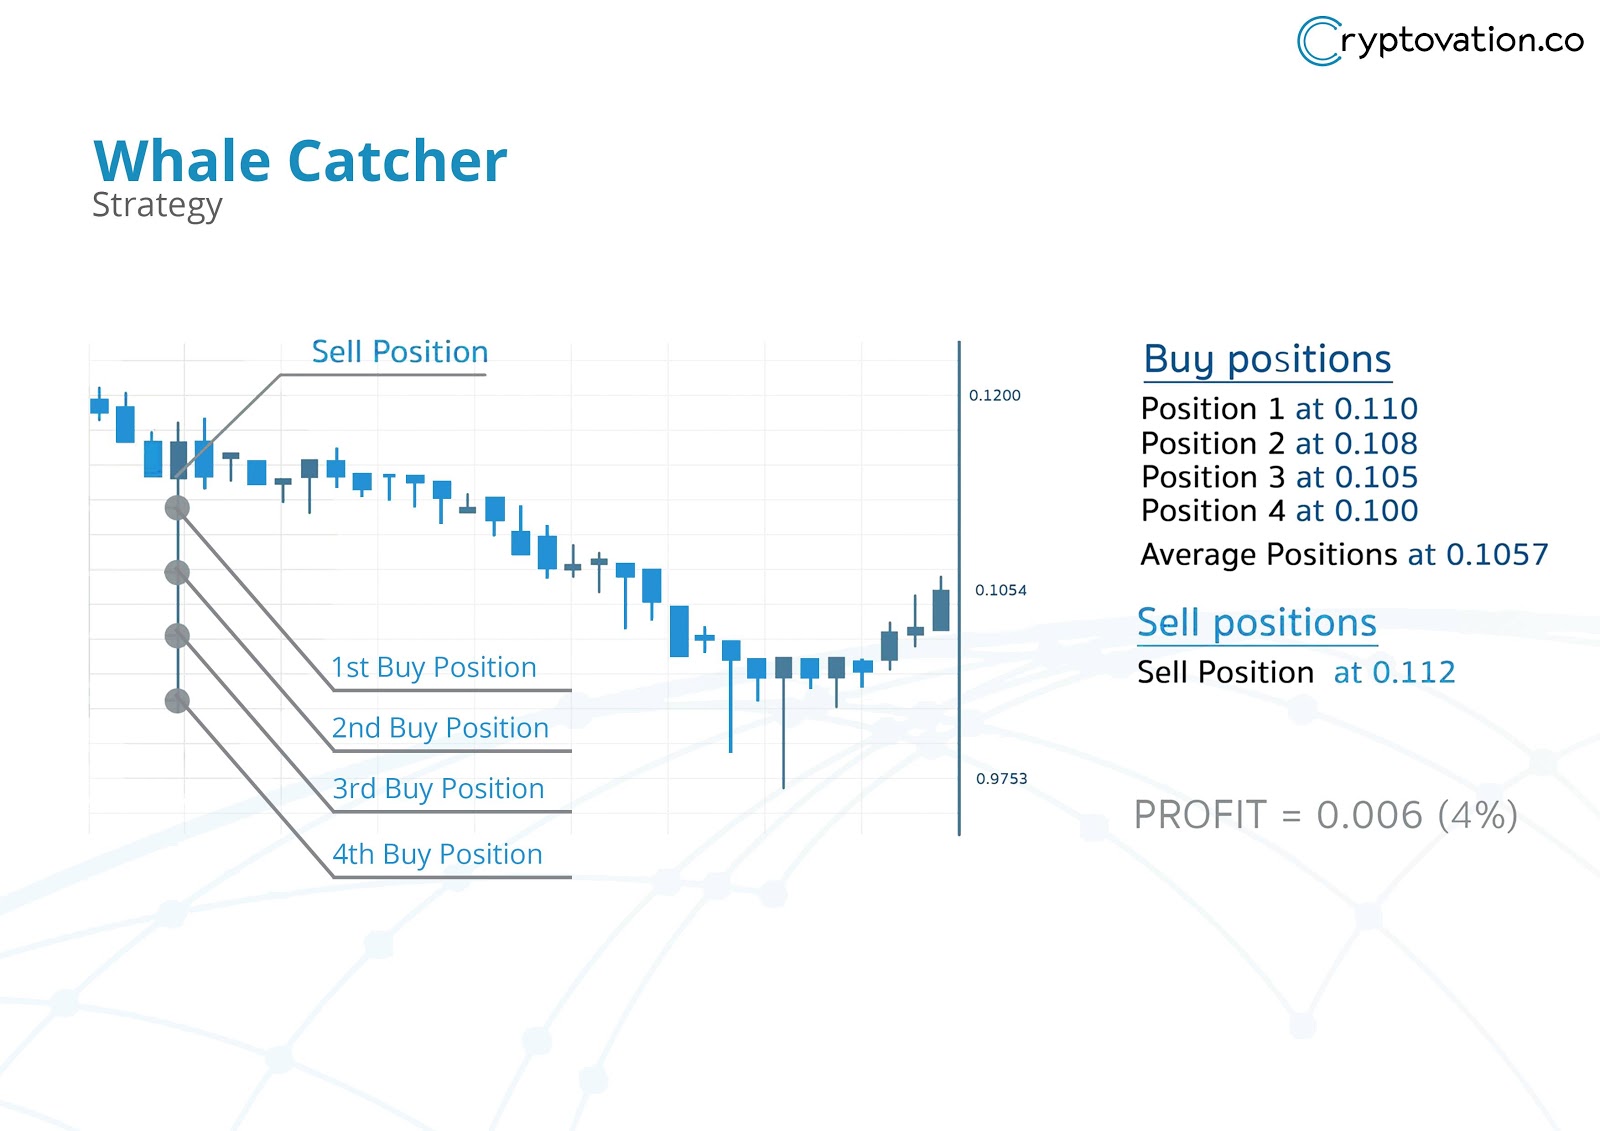 Cryptovation.co
Whale Catcher
Strategy
Sell Position
0.1200
0.1054
0.9753
1st Buy Position
2nd Buy Position
3rd Buy Position
4th Buy Position
Buy positions
Position 1 at 0.110
Position 2 at 0.108
Position 3 at 0.105
Position 4 at 0.100
Average Positions at 0.1057
Sell positions
Sell Position at 0.112
PROFIT = 0.006 (4%)